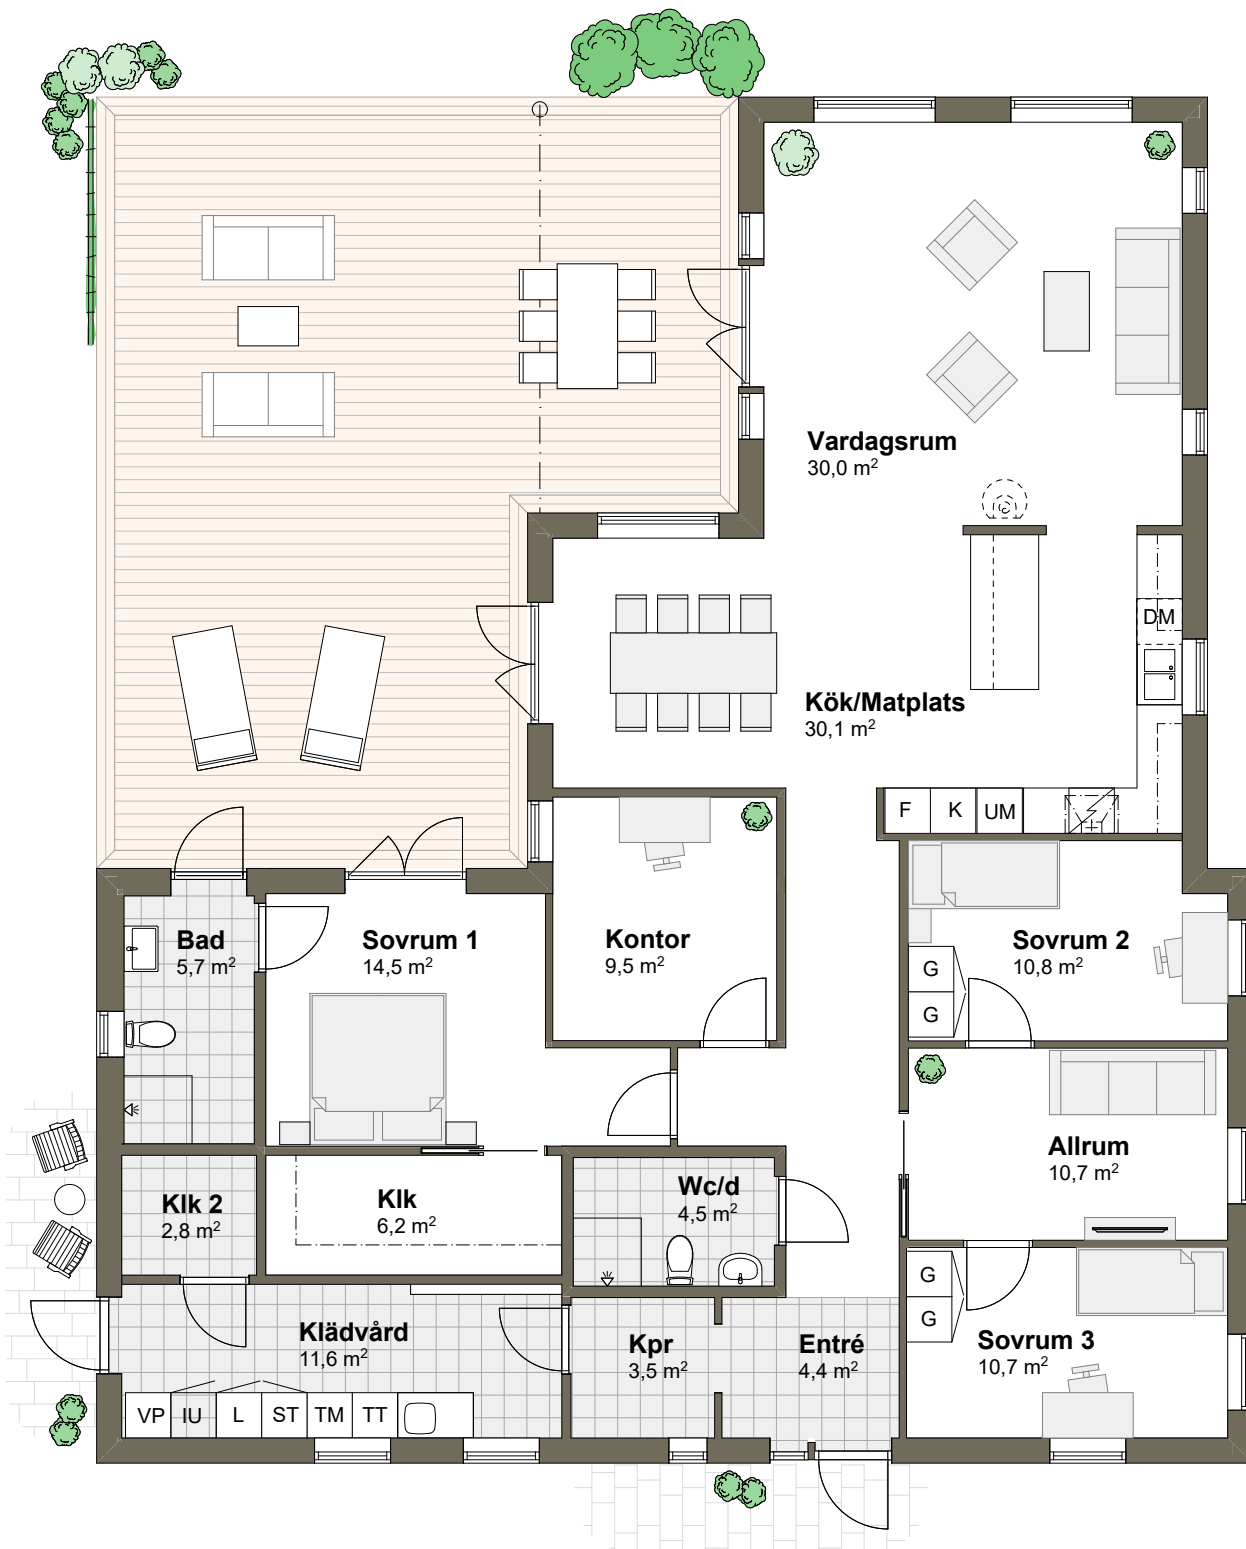 Vardagsrum
30,0 m²
DM
Kök/Matplats
30,1 m²
F K UM
Bad
5,7 m²
Sovrum 1
14,5 m²
Kontor
9,5 m²
Sovrum 2
10,8 m²
G
G
Allrum
10,7 m²
Klk 2
2,8 m²
Klk
6,2 m²
Wc/d
4,5 m²
G
G
Klädvård
11,6 m²
Kpr
3,5 m²
Entré
4,4 m²
Sovrum 3
10,7 m²
VP IU L ST TM TT